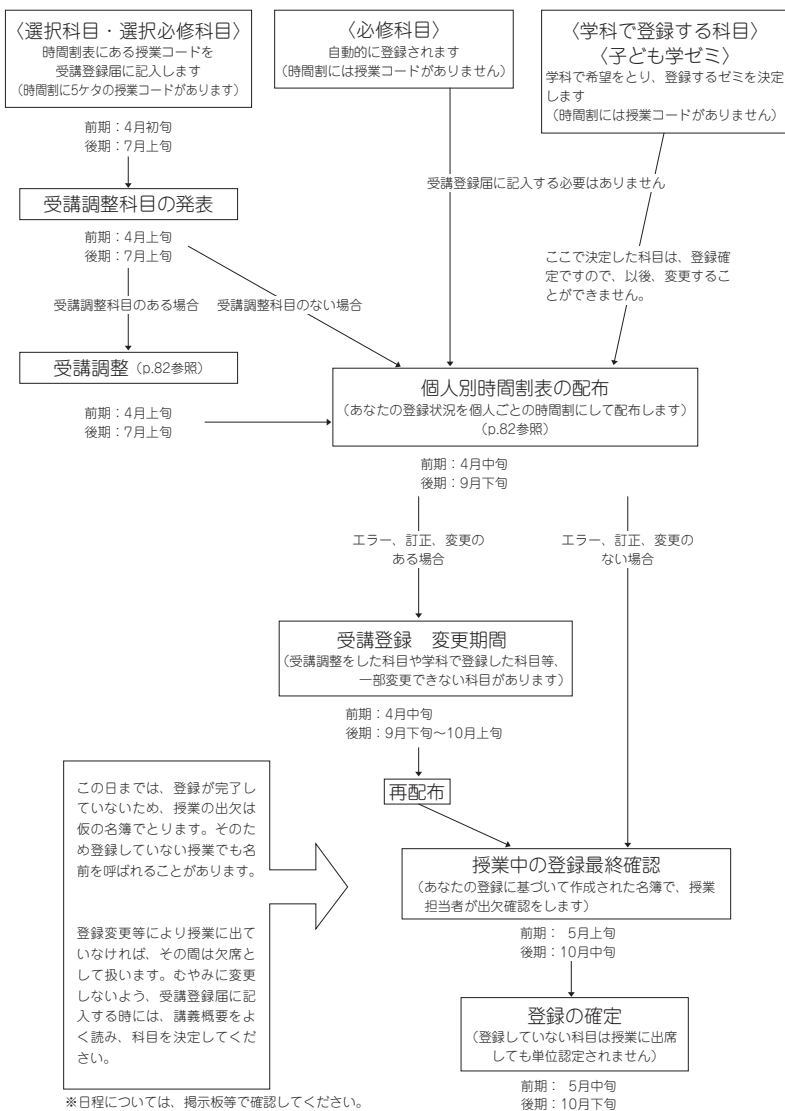 〈選択科目・選択必修科目〉
時間割表にある授業コードを
受講登録届に記入します
（時間割に5ケタの授業コードがあります）
前期：4月初旬
後期：7月上旬
〈必修科目〉
自動的に登録されます
（時間割には授業コードがありません）
〈学科で登録する科目〉
〈子ども学ゼミ〉
学科で希望をとり、登録するゼミを決定
します
（時間割には授業コードがありません）
受講登録届に記入する必要はありません
受講調整科目の発表
前期：4月上旬
後期：7月上旬
ここで決定した科目は、登録確
定ですので、以後、変更するこ
とができません。
受講調整科目のある場合
受講調整科目のない場合
受講調整（p.82参照）
前期：4月上旬
後期：7月上旬
個人別時間割表の配布
（あなたの登録状況を個人ごとの時間割にして配布します）
（p.82参照）
前期：4月中旬
後期：9月下旬
エラー、訂正、変更の
ある場合
エラー、訂正、変更の
ない場合
受講登録　変更期間
（受講調整をした科目や学科で登録した科目等、
一部変更できない科目があります）
前期：4月中旬
後期：9月下旬〜10月上旬
再配布
この日までは、登録が完了し
ていないため、授業の出欠は
仮の名簿でとります。そのた
め登録していない授業でも名
前を呼ばれることがあります。
登録変更等により授業に出て
いなければ、その間は欠席と
して扱います。むやみに変更
しないよう、受講登録届に記
入する時には、講義概要をよ
く読み、科目を決定してくだ
さい。
授業中の登録最終確認
（あなたの登録に基づいて作成された名簿で、授業
担当者が出欠確認をします）
前期： 5月上旬
後期：10月中旬
登録の確定
（登録していない科目は授業に出席
しても単位認定されません）
前期： 5月中旬
後期：10月下旬
※日程については、掲示板等で確認してください。